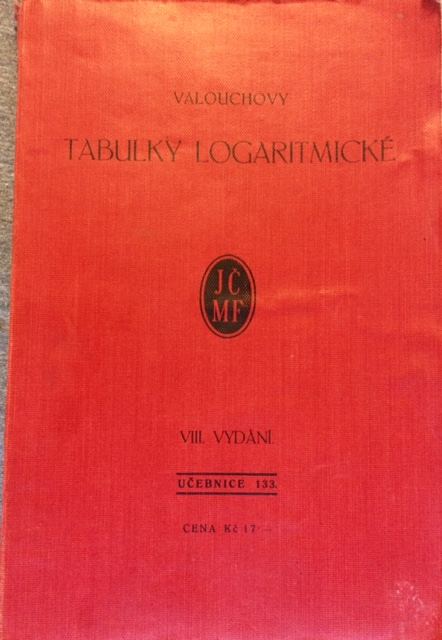 VALOUCHOVY
TABULKY LOGARITMICKÉ
JČ
MF
VIII. VYDÁNÍ.
UČEBNICE 133.
CENA Kč 17·—